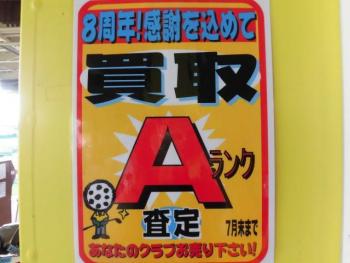 8周年!感謝を込めて
買取
Aランク
査定
7月末まで
あなたのクラブお売り下さい!